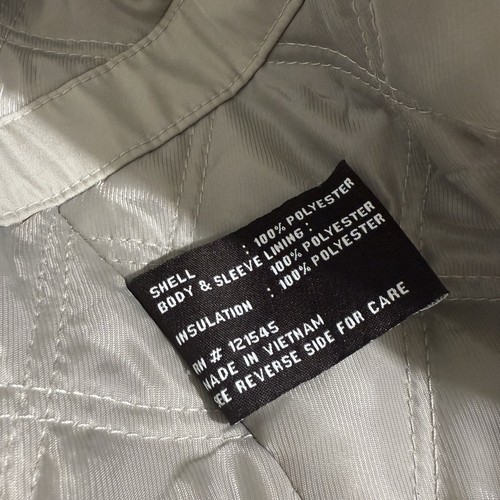 SHELL : 100% POLYESTER
BODY & SLEEVE LINING :
100% POLYESTER
INSULATION : 100% POLYESTER
RN # 121545
MADE IN VIETNAM
SEE REVERSE SIDE FOR CARE